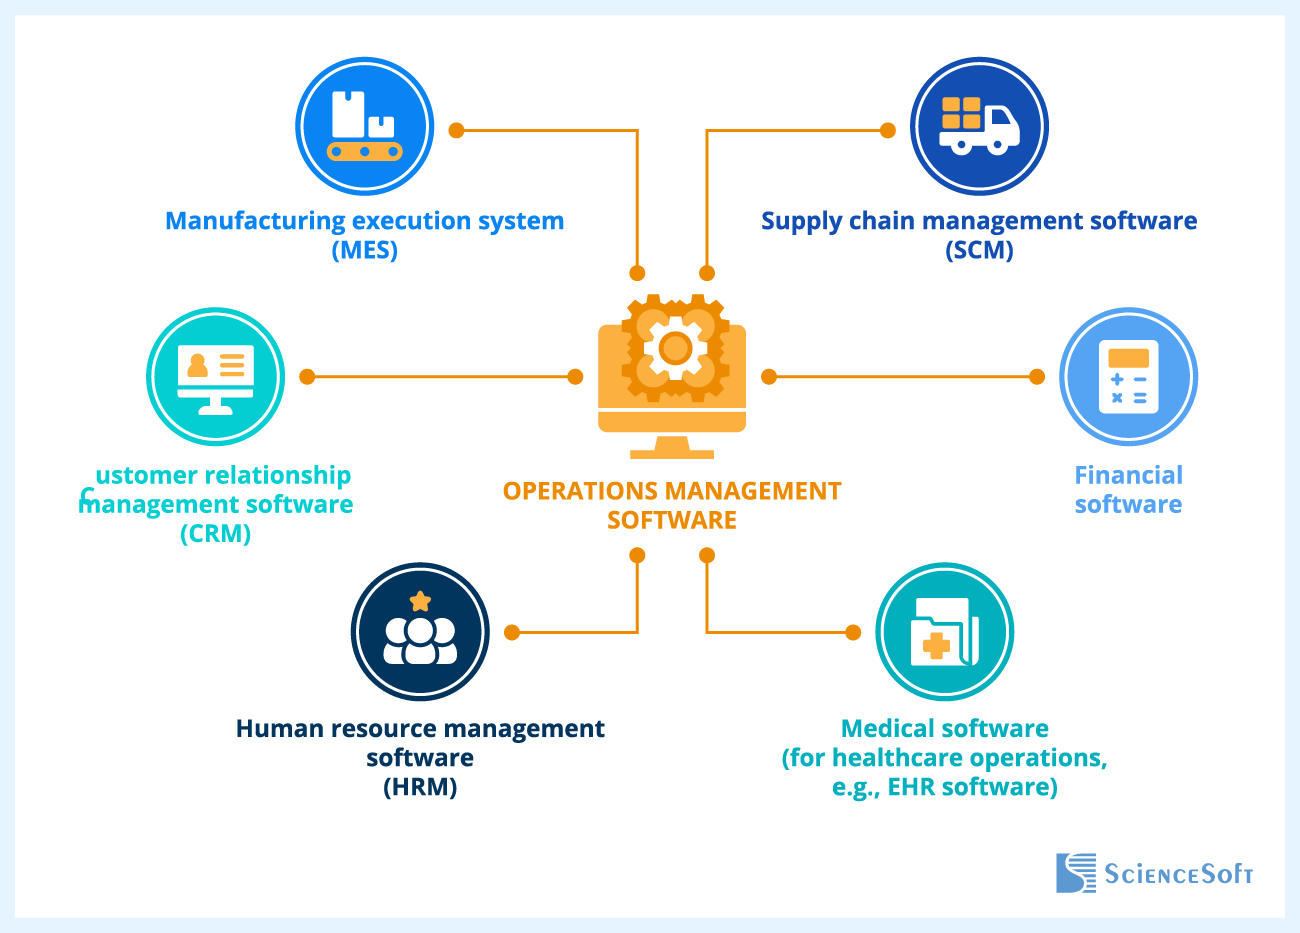 Manufacturing execution system
(MES)
Supply chain management software
(SCM)
Customer relationship
management software
(CRM)
OPERATIONS MANAGEMENT
SOFTWARE
Financial
software
Human resource management
software
(HRM)
Medical software
(for healthcare operations,
e.g., EHR software)
ScienceSoft